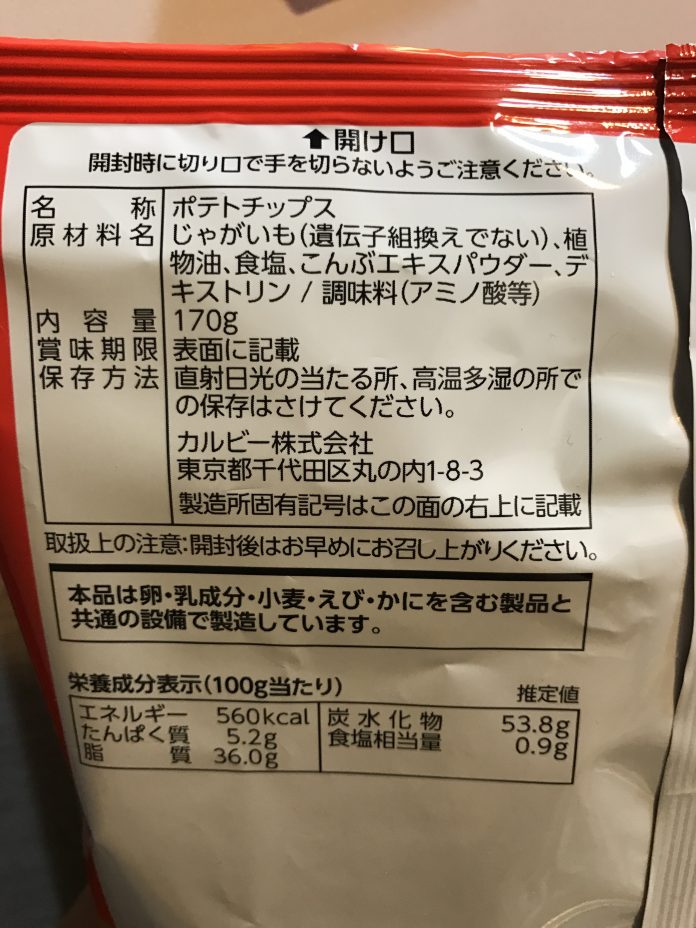 ⬆開け口
開封時に切り口で手を切らないようご注意ください。
名称 ポテトチップス
原材料名 じゃがいも(遺伝子組換えでない)、植
物油、食塩、こんぶエキスパウダー、デ
キストリン / 調味料(アミノ酸等)
内容量 170g
賞味期限 表面に記載
保存方法 直射日光の当たる所、高温多湿の所で
の保存はさけてください。
カルビー株式会社
東京都千代田区丸の内1-8-3
製造所固有記号はこの面の右上に記載
取扱上の注意:開封後はお早めにお召し上がりください。
本品は卵・乳成分・小麦・えび・かにを含む製品と
共通の設備で製造しています。
栄養成分表示(100g当たり) 推定値
エネルギー 560kcal 炭水化物 53.8g
たんぱく質 5.2g 食塩相当量 0.9g
脂質 36.0g